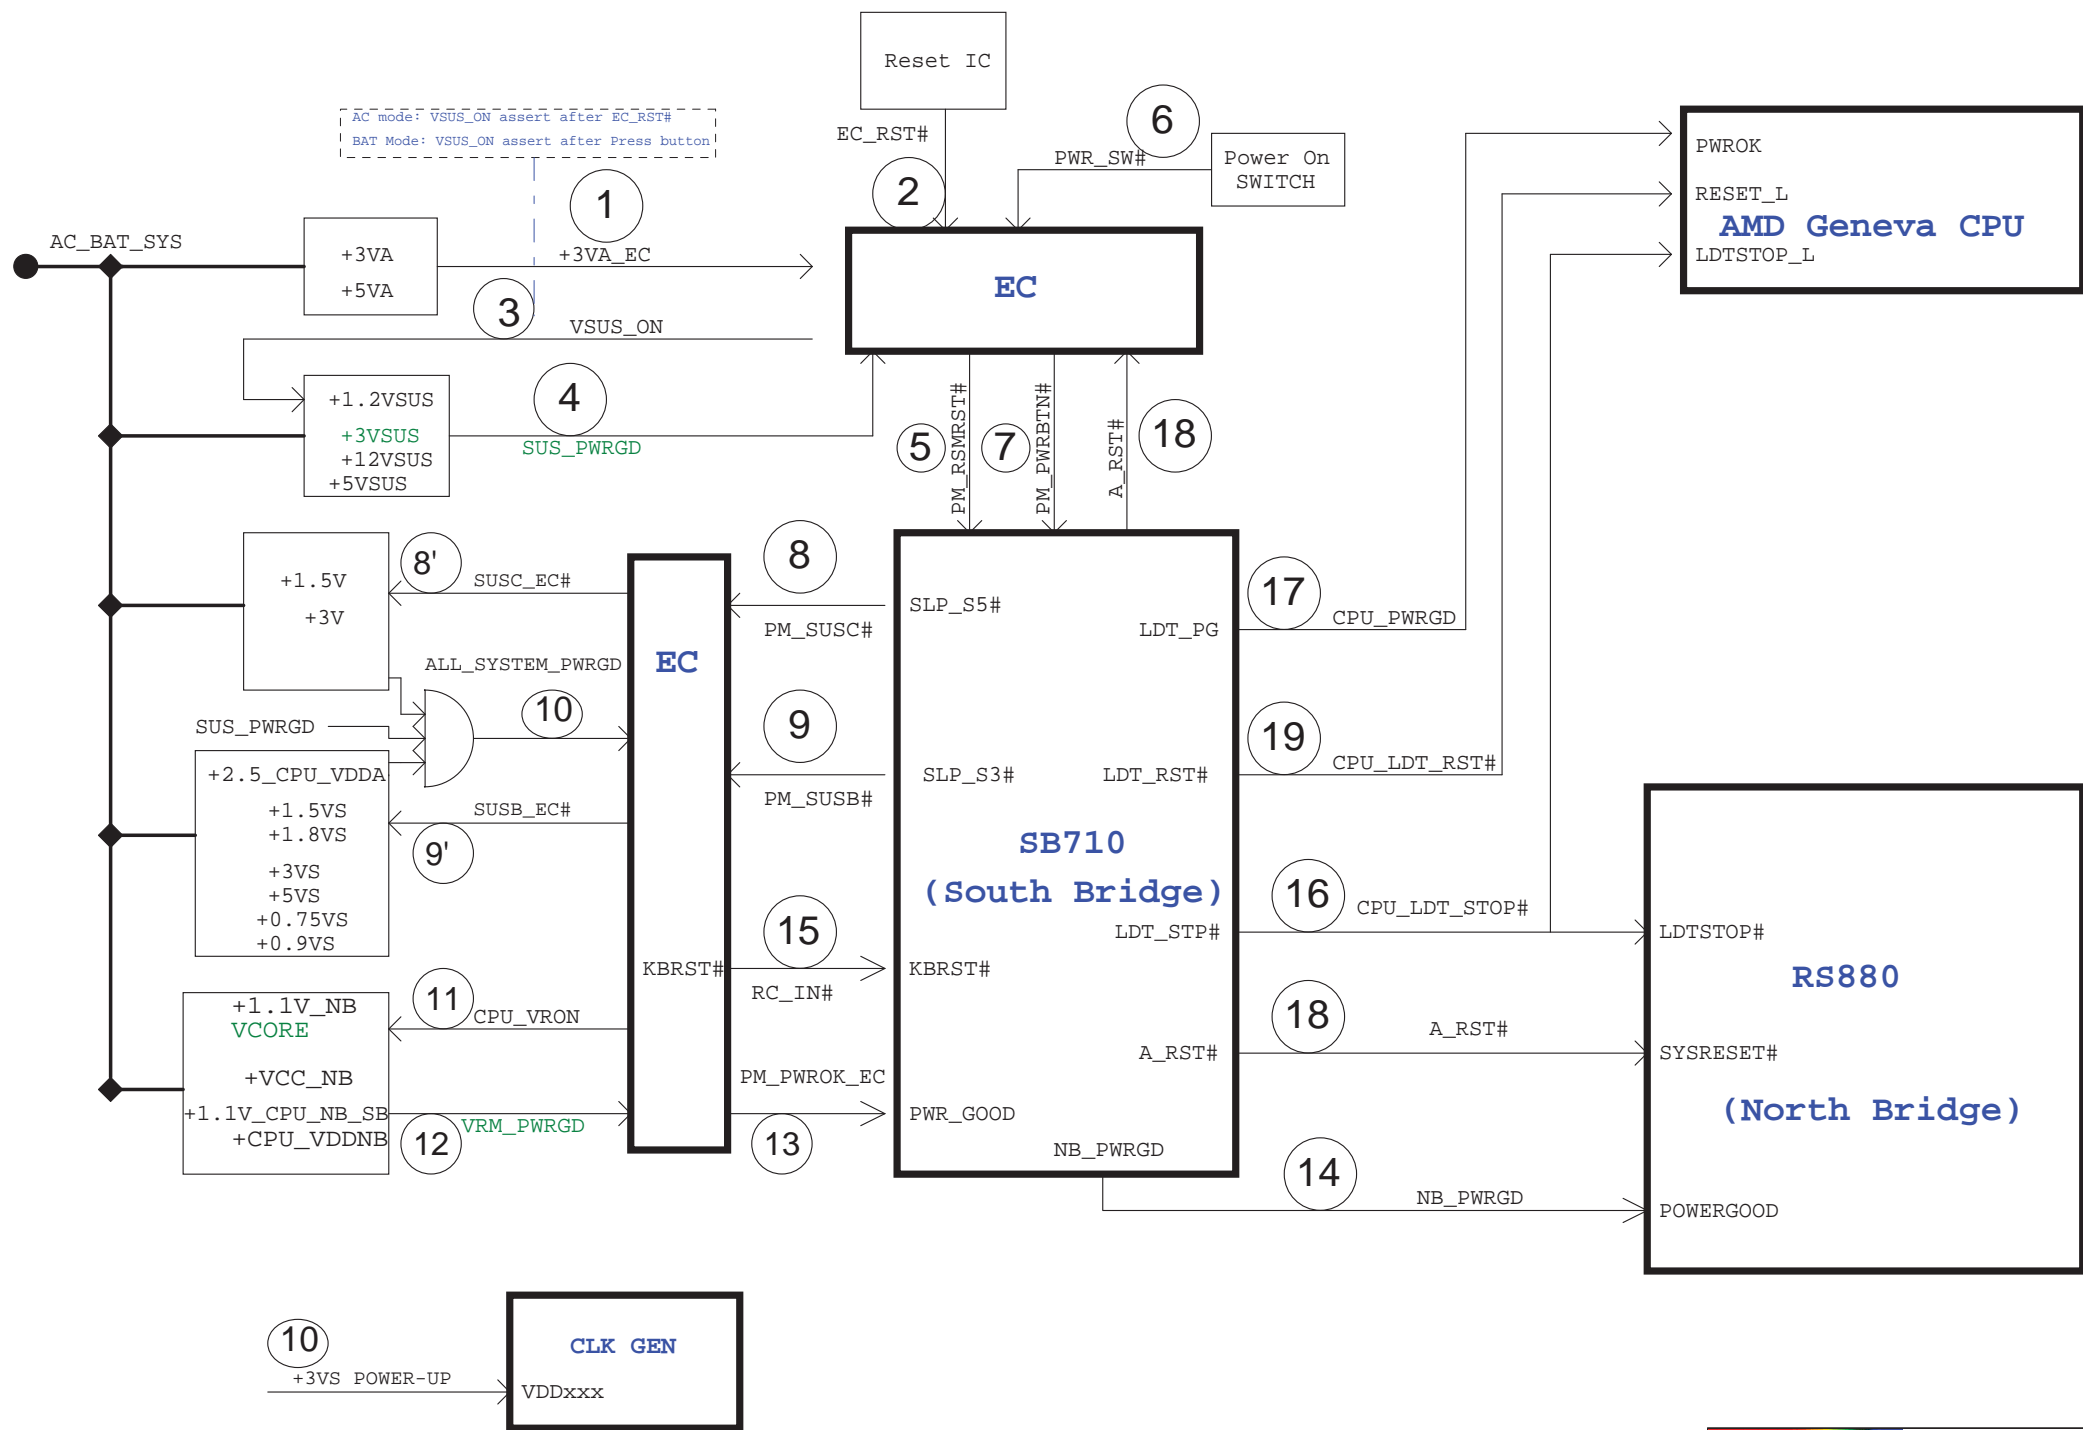 Reset IC
EC_RST#
2
6
PWR_SW#
Power On
SWITCH
AC mode: VSUS_ON assert after EC_RST#
BAT Mode: VSUS_ON assert after Press button
1
AC_BAT_SYS
+3VA
+5VA
+3VA_EC
3
VSUS_ON
EC
PWROK
RESET_L
AMD Geneva CPU
LDTSTOP_L
+1.2VSUS
+3VSUS
+12VSUS
+5VSUS
4
SUS_PWRGD
5
PM_RSMRST#
7
PM_PWRBTN#
A_RST#
18
+1.5V
+3V
8'
SUSC_EC#
ALL_SYSTEM_PWRGD
10
SUS_PWRGD
+2.5_CPU_VDDA
+1.5VS
+1.8VS
+3VS
+5VS
+0.75VS
+0.9VS
SUSB_EC#
9'
+1.1V_NB
VCORE
+VCC_NB
+1.1V_CPU_NB_SB
+CPU_VDDNB
11
CPU_VRON
12
VRM_PWRGD
EC
KBRST#
8
PM_SUSC#
9
PM_SUSB#
15
RC_IN#
PM_PWROK_EC
13
SLP_S5#
LDT_PG
SLP_S3#
LDT_RST#
SB710
(South Bridge)
LDT_STP#
KBRST#
A_RST#
PWR_GOOD
NB_PWRGD
17
CPU_PWRGD
19
CPU_LDT_RST#
16
CPU_LDT_STOP#
18
A_RST#
14
NB_PWRGD
LDTSTOP#
RS880
SYSRESET#
(North Bridge)
POWERGOOD
10
+3VS POWER-UP
CLK GEN
VDDxxx